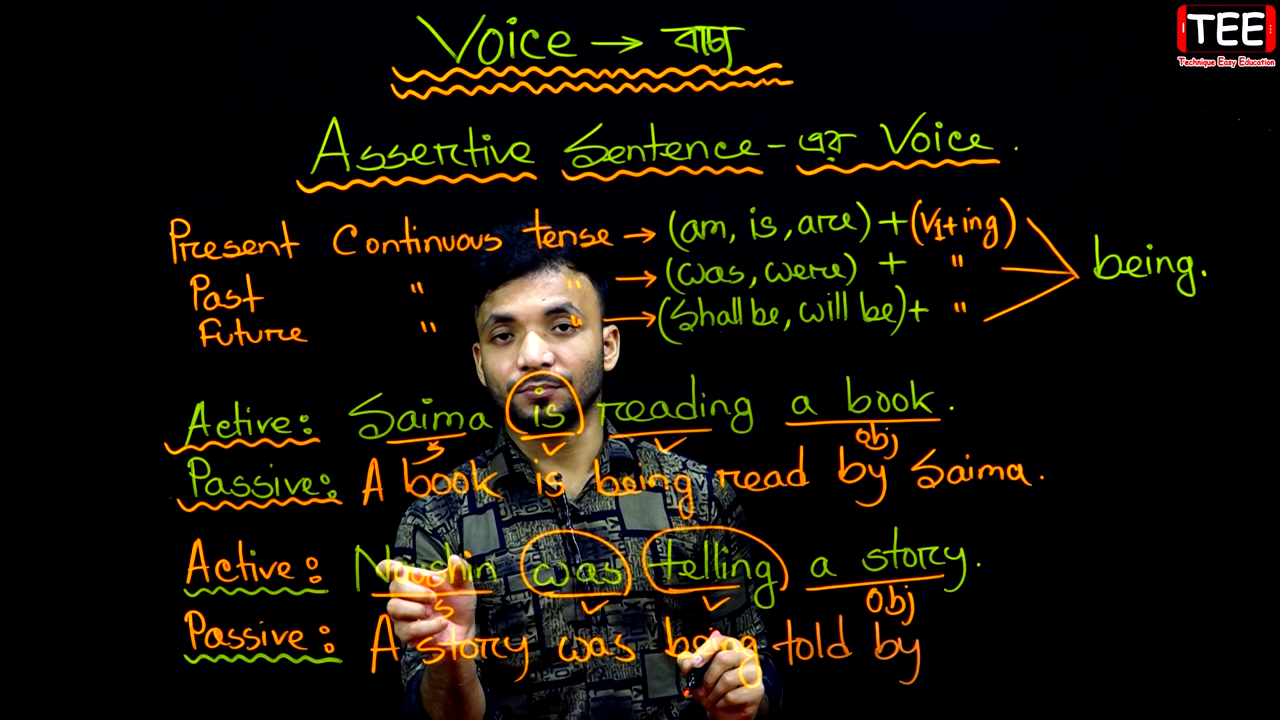 Voice → বাচ্য
TEE
Technique Easy Education
Assertive Sentence - এর Voice.
Present Continuous tense → (am, is, are) + (V1+ing)
Past " " → (was, were) + "
Future " " → (Shall be, will be) + "
being.
Active: Saima is reading a book.
S obj
Passive: A book is being read by Saima.
Active: Nooshin was telling a story.
S obj
Passive: A story was being told by